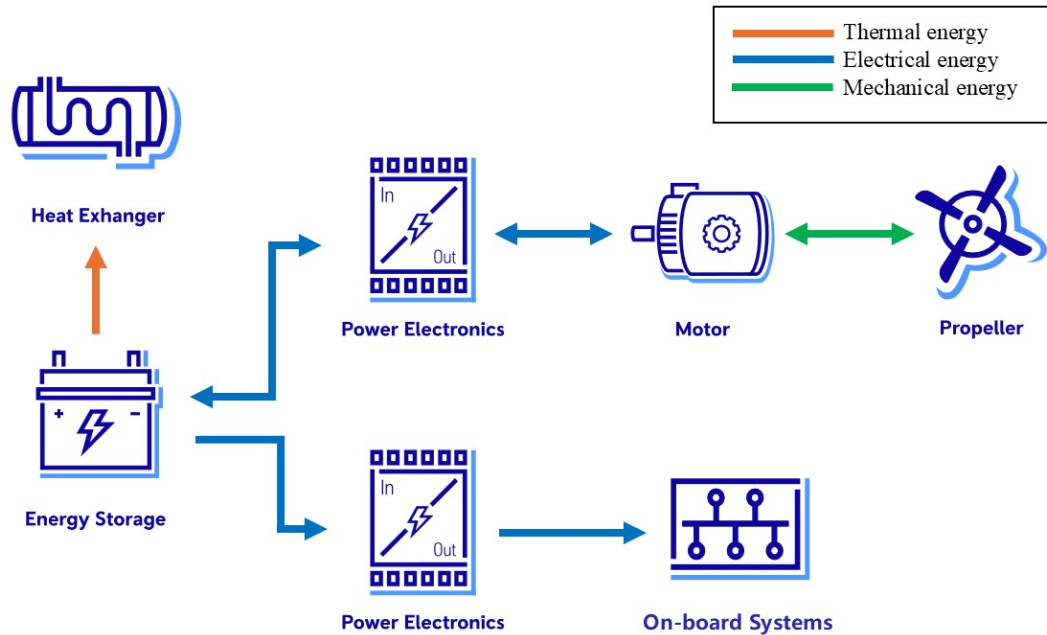 Thermal energy
Electrical energy
Mechanical energy
Heat Exhanger
In
Out
Power Electronics
Motor
Propeller
+ −
Energy Storage
In
Out
Power Electronics
On-board Systems